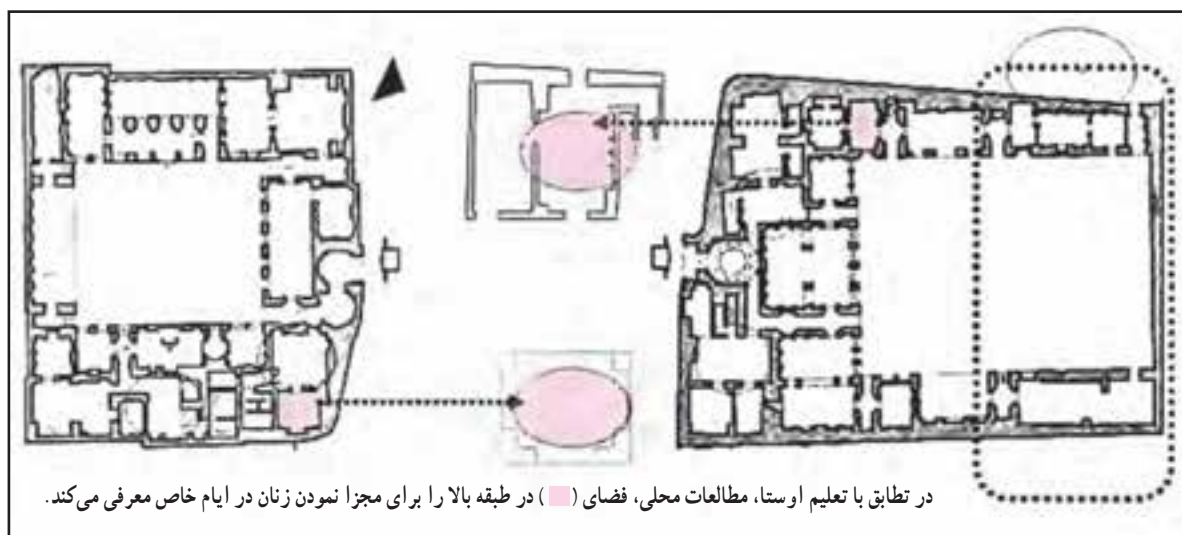 در تطابق با تعلیم اوستا، مطالعات محلی، فضای ( ) در طبقه بالا را برای مجزا نمودن زنان در ایام خاص معرفی می‌کند.